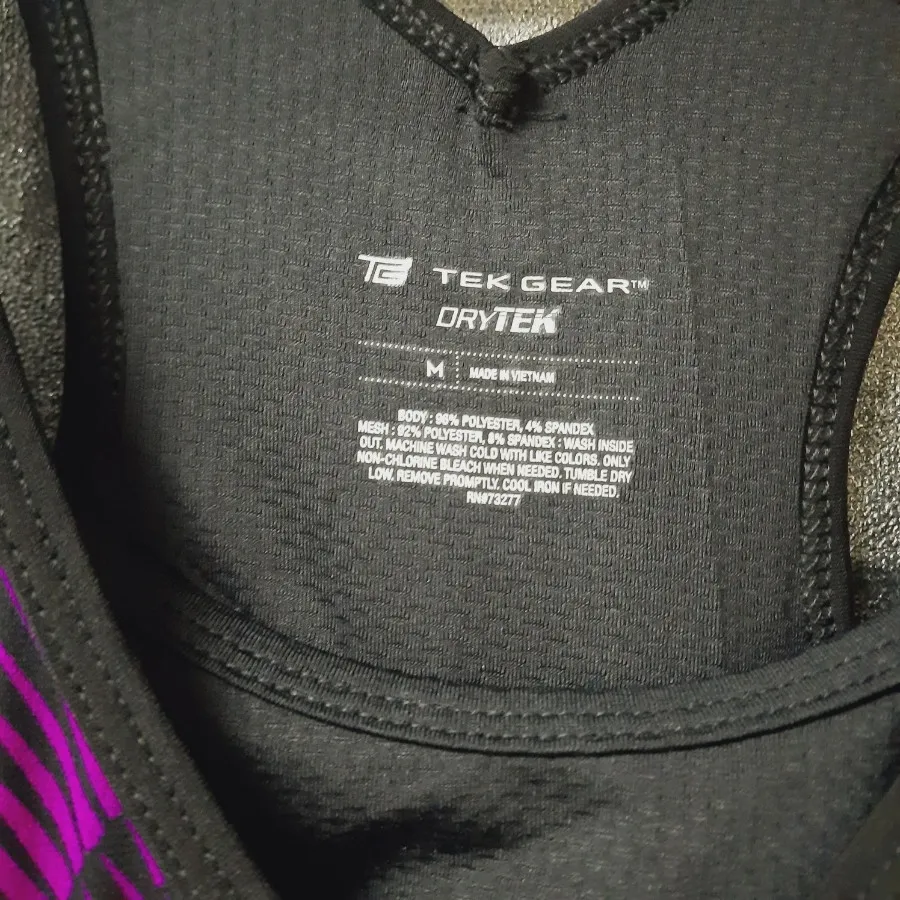 TG TEK GEAR™
DRYTEK
M MADE IN VIETNAM
BODY : 96% POLYESTER, 4% SPANDEX
MESH : 92% POLYESTER, 8% SPANDEX : WASH INSIDE
OUT. MACHINE WASH COLD WITH LIKE COLORS. ONLY
NON-CHLORINE BLEACH WHEN NEEDED. TUMBLE DRY
LOW. REMOVE PROMPTLY. COOL IRON IF NEEDED.
RN#73277